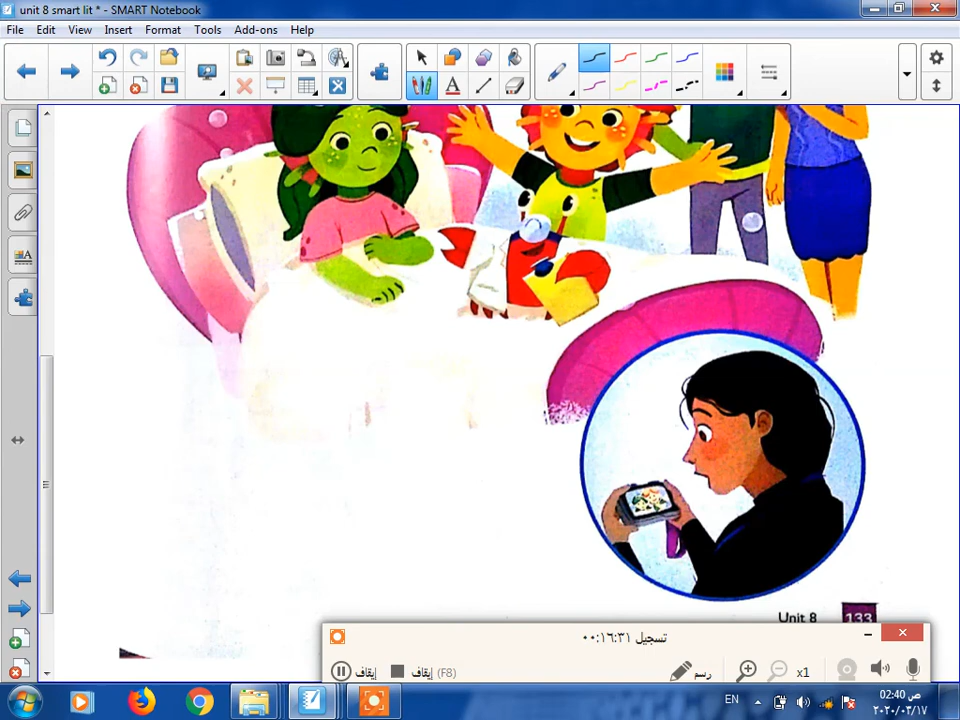 unit 8 smart lit * - SMART Notebook
File Edit View Insert Format Tools Add-ons Help
Unit 8 133
تسجيل ٠٠:١٦:٣١
إيقاف إيقاف (F8) رسم x1
EN ص 02:40
٢٠٢٠/٠٣/١٧